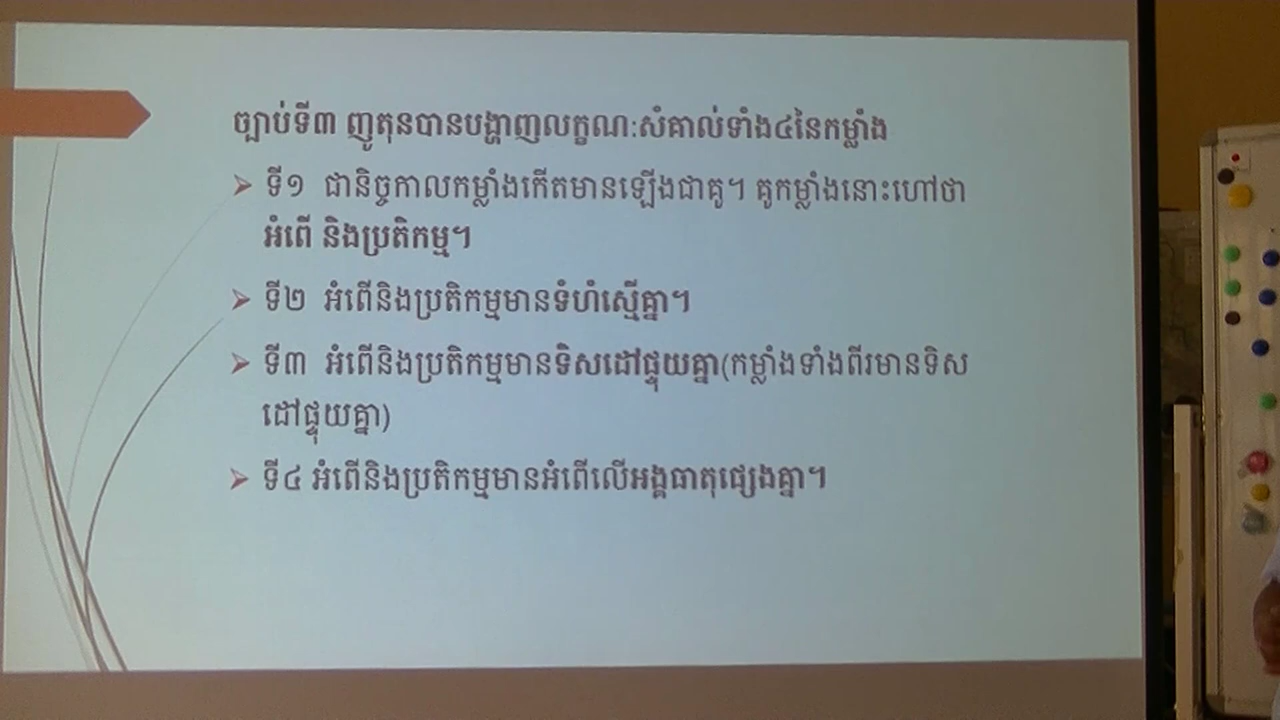 ច្បាប់ទី៣ ញូតុនបានបង្ហាញលក្ខណៈសំគាល់ទាំង៤នៃកម្លាំង
➢ ទី១ ជានិច្ចកាលកម្លាំងកើតមានឡើងជាគូ។ គូកម្លាំងនោះហៅថា
អំពើ និងប្រតិកម្ម។
➢ ទី២ អំពើនិងប្រតិកម្មមានទំហំស្មើគ្នា។
➢ ទី៣ អំពើនិងប្រតិកម្មមានទិសដៅផ្ទុយគ្នា(កម្លាំងទាំងពីរមានទិស
ដៅផ្ទុយគ្នា)
➢ ទី៤ អំពើនិងប្រតិកម្មមានអំពើលើអង្គធាតុផ្សេងគ្នា។